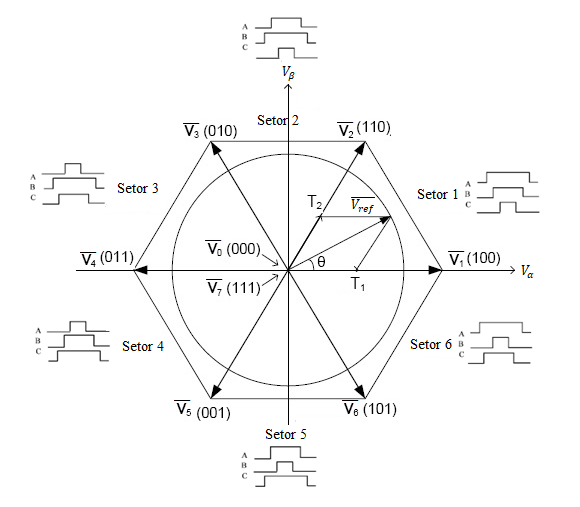 A
B
C
V_β
Setor 2
V̅₃ (010)
V̅₂ (110)
A
B
C
Setor 3
T₂
V̅_ref
Setor 1
A
B
C
V̅₀ (000)
θ
V̅₄ (011)
V̅₁ (100)
V_α
V̅₇ (111)
T₁
A
B
C
Setor 4
Setor 6
A
B
C
V̅₅ (001)
V̅₆ (101)
Setor 5
A
B
C